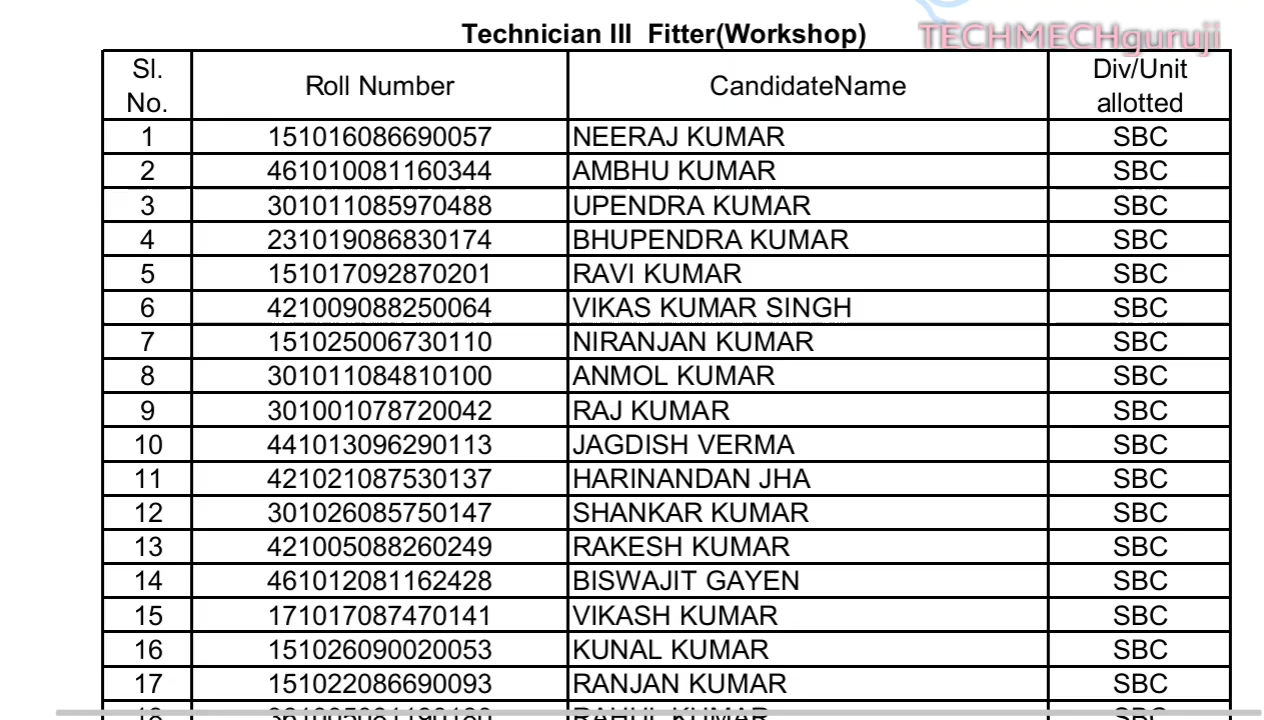 Technician III  Fitter(Workshop)
TECHMECHguruji
Sl. No. Roll Number CandidateName Div/Unit allotted
1 151016086690057 NEERAJ KUMAR SBC
2 461010081160344 AMBHU KUMAR SBC
3 301011085970488 UPENDRA KUMAR SBC
4 231019086830174 BHUPENDRA KUMAR SBC
5 151017092870201 RAVI KUMAR SBC
6 421009088250064 VIKAS KUMAR SINGH SBC
7 151025006730110 NIRANJAN KUMAR SBC
8 301011084810100 ANMOL KUMAR SBC
9 301001078720042 RAJ KUMAR SBC
10 441013096290113 JAGDISH VERMA SBC
11 421021087530137 HARINANDAN JHA SBC
12 301026085750147 SHANKAR KUMAR SBC
13 421005088260249 RAKESH KUMAR SBC
14 461012081162428 BISWAJIT GAYEN SBC
15 171017087470141 VIKASH KUMAR SBC
16 151026090020053 KUNAL KUMAR SBC
17 151022086690093 RANJAN KUMAR SBC
18 RAHUL KUMAR SBC